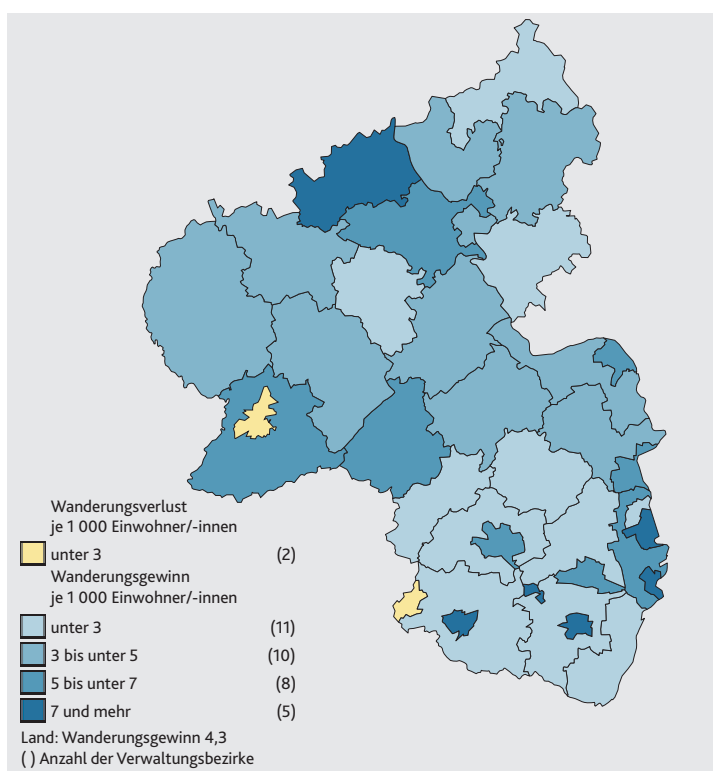 Wanderungsverlust
je 1 000 Einwohner/-innen
unter 3 (2)
Wanderungsgewinn
je 1 000 Einwohner/-innen
unter 3 (11)
3 bis unter 5 (10)
5 bis unter 7 (8)
7 und mehr (5)
Land: Wanderungsgewinn 4,3
( ) Anzahl der Verwaltungsbezirke